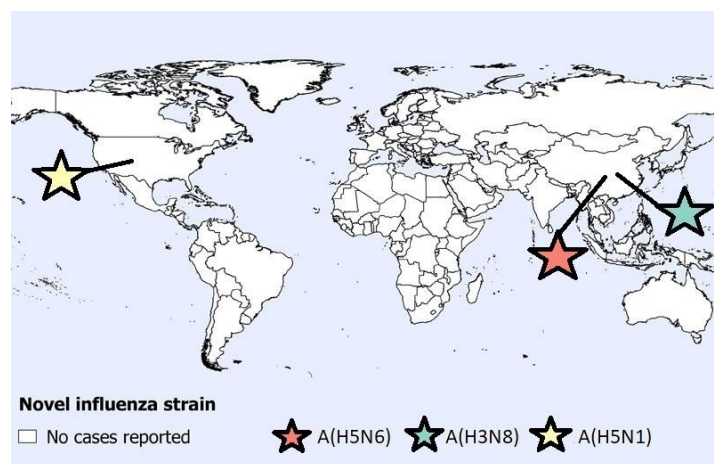 Novel influenza strain
No cases reported
A(H5N6) A(H3N8) A(H5N1)